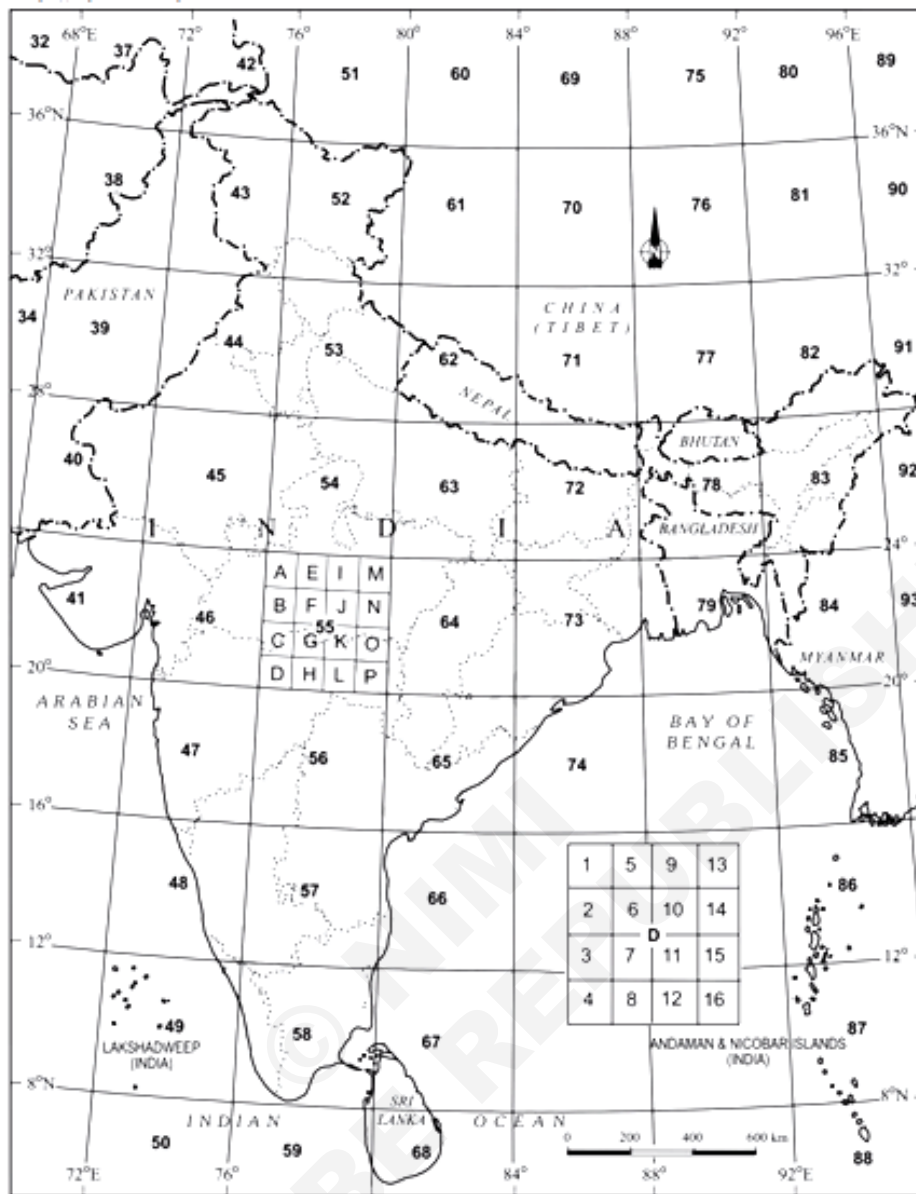 68°E 72° 76° 80° 84° 92° 96°E
32 37 42 51 60 69 75 80 89
36°N 36°N
38 43 52 61 70 76 81 90
N
32° 32°
PAKISTAN
CHINA
(TIBET)
34 39 44 53 62 71 77 82 91
NEPAL
28°
BHUTAN
40 45 54 63 72 78 83 92
I N D I A
BANGLADESH
24°
A E I M
B F J N
C G K O
D H L P
41 46 55 64 73 79 84 93
MYANMAR
20° 20°
ARABIAN
SEA
BAY OF
BENGAL
47 56 65 74 85
16°
48 57 66 86
1 5 9 13
2 6 10 14
D
3 7 11 15
4 8 12 16
12° 12°
49 58 67 87
LAKSHADWEEP
(INDIA)
ANDAMAN & NICOBAR ISLANDS
(INDIA)
8°N 8°N
INDIAN OCEAN
SRI
LANKA
0 200 400 600 km
50 59 68 88
72°E 76° 84° 88° 92°E
© NIMI
BE REPUBLISH